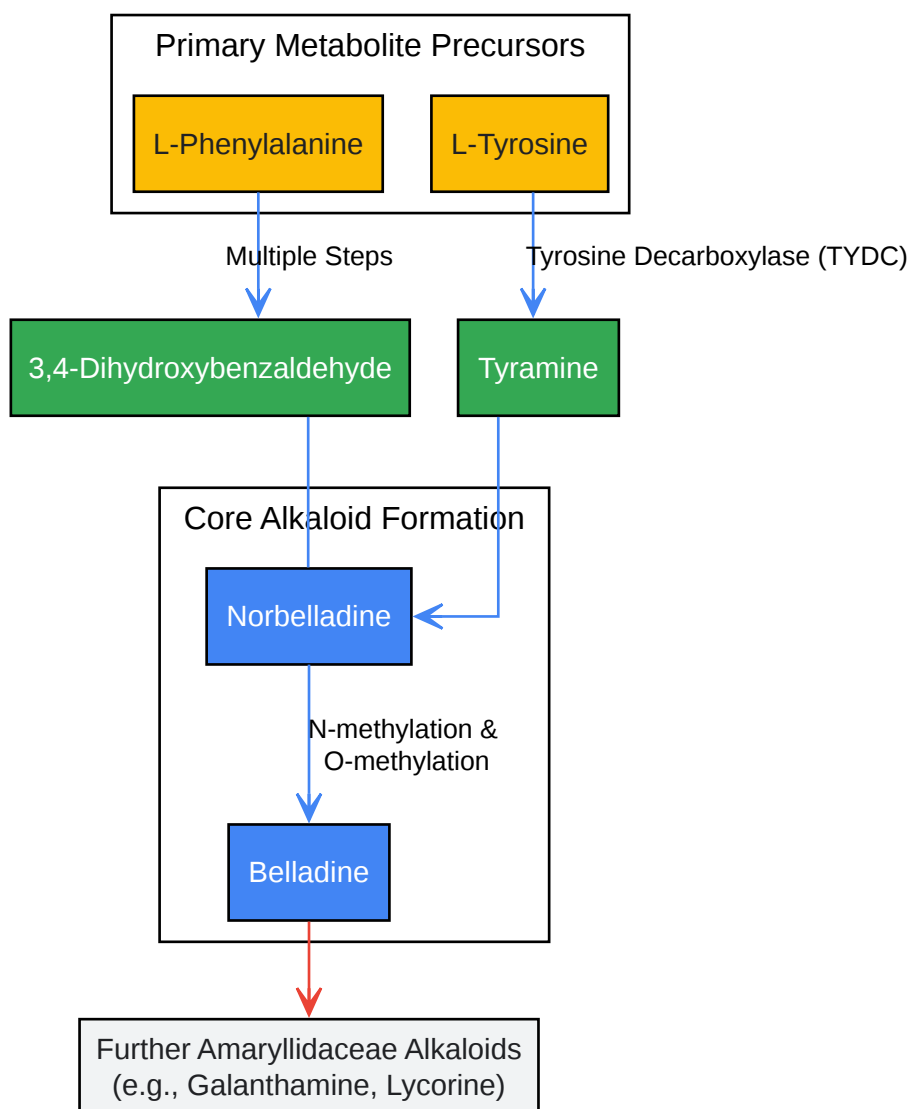 Primary Metabolite Precursors
L-Phenylalanine
L-Tyrosine
Multiple Steps
Tyrosine Decarboxylase (TYDC)
3,4-Dihydroxybenzaldehyde
Tyramine
Core Alkaloid Formation
Norbelladine
N-methylation &
O-methylation
Belladine
Further Amaryllidaceae Alkaloids
(e.g., Galanthamine, Lycorine)